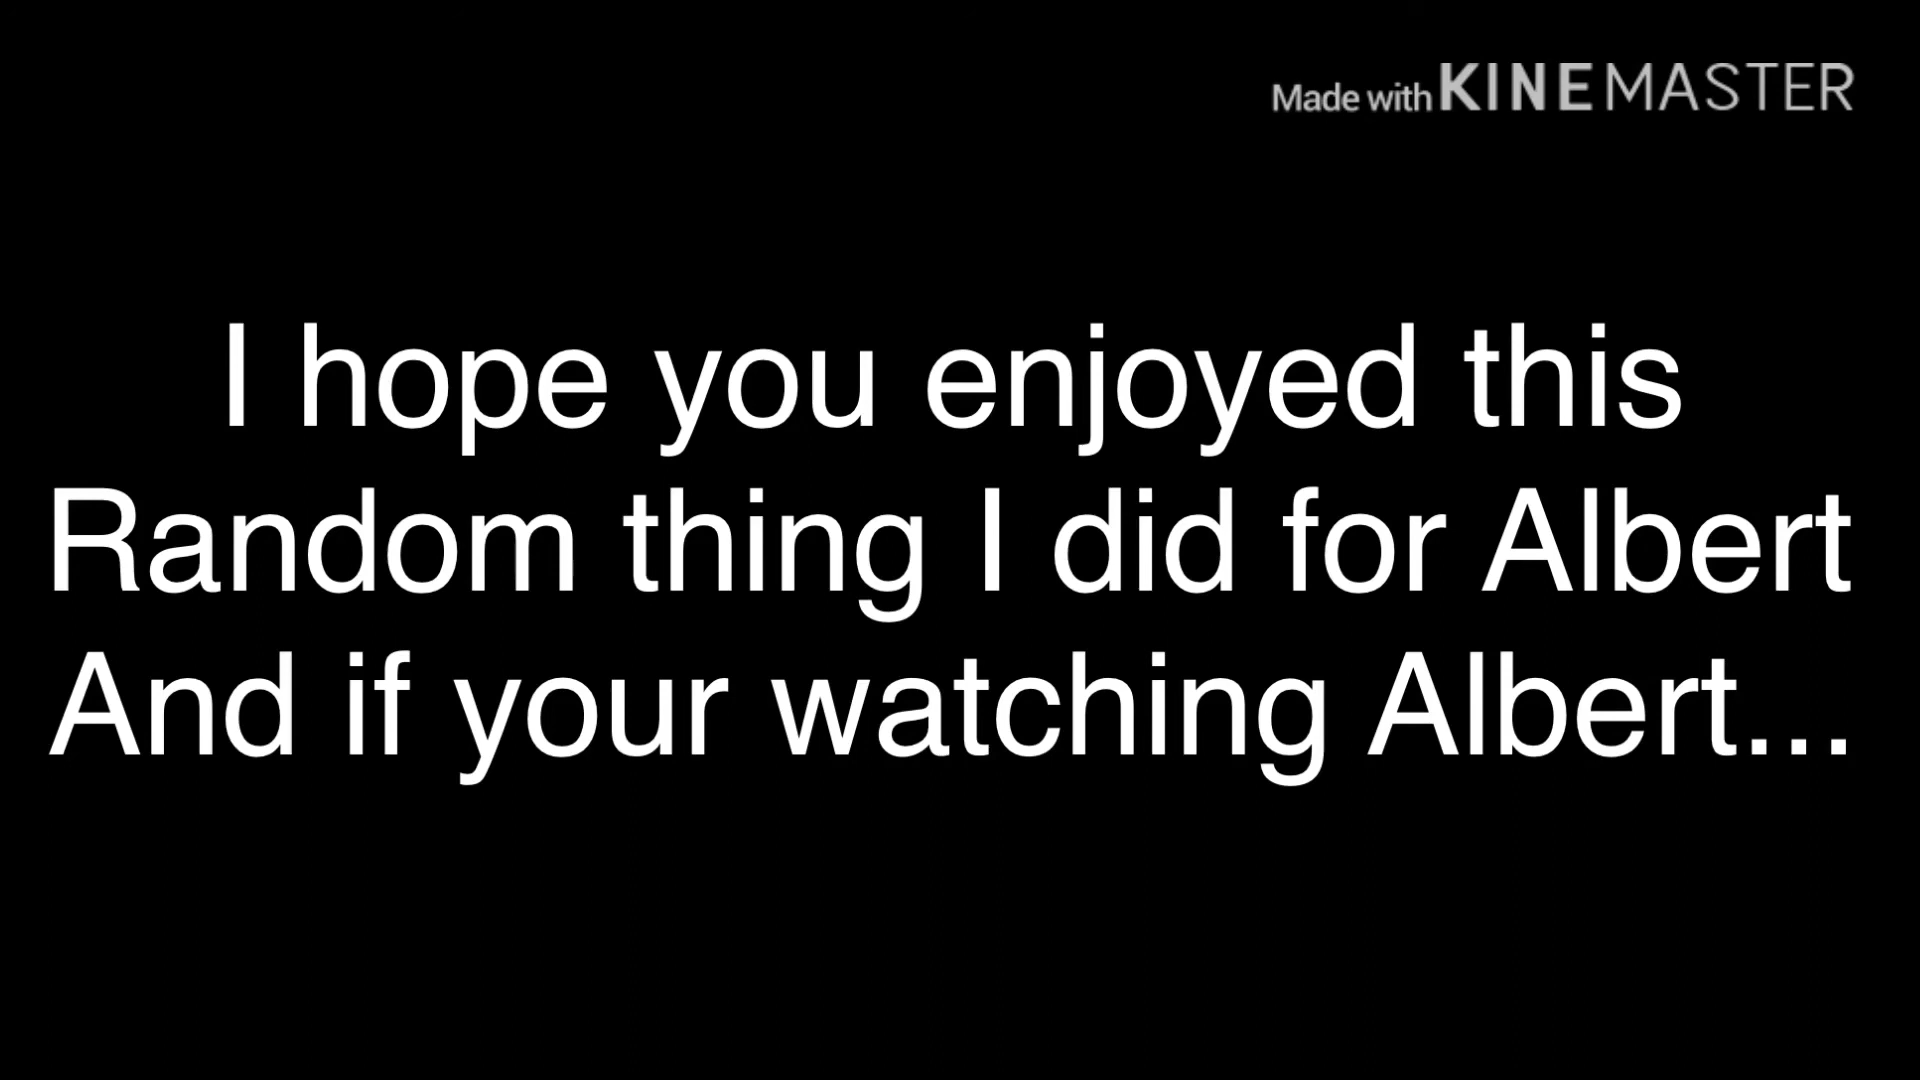 Made with KINEMASTER
I hope you enjoyed this
Random thing I did for Albert
And if your watching Albert...